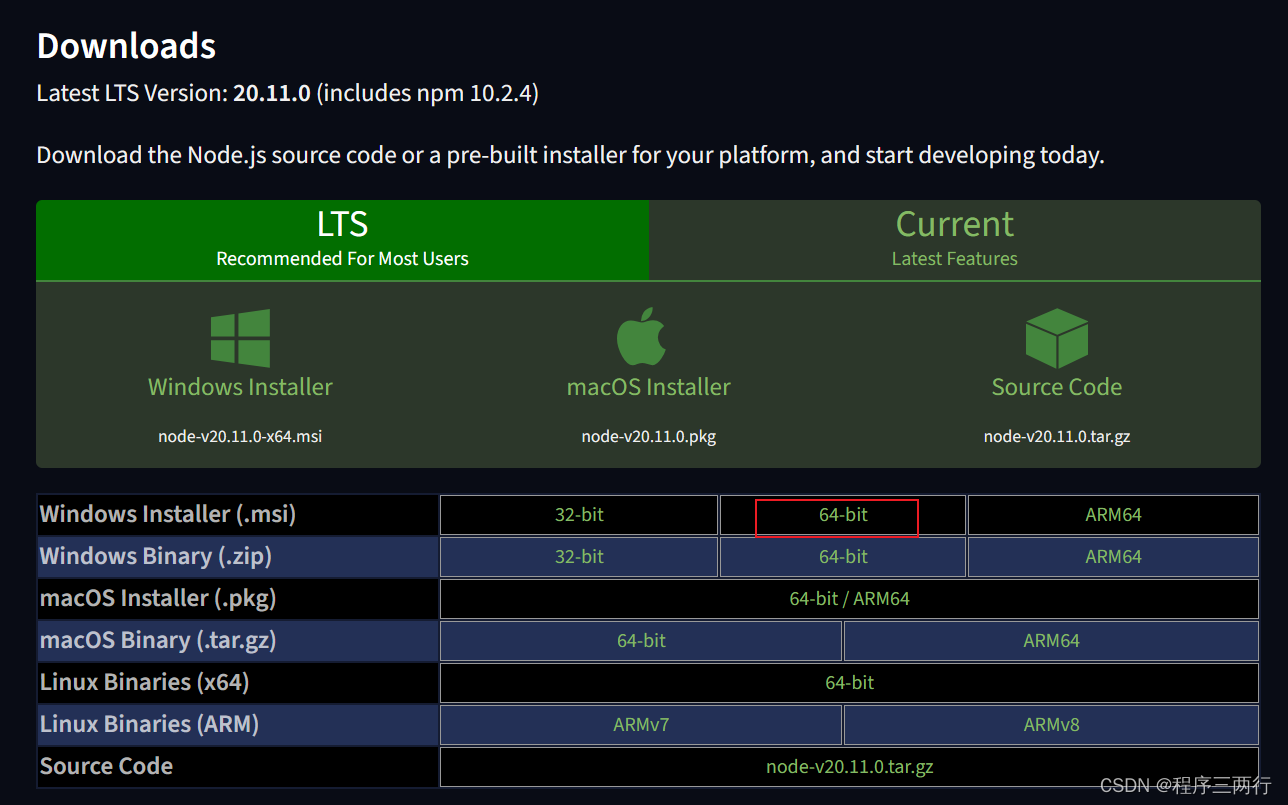 Downloads
Latest LTS Version: 20.11.0 (includes npm 10.2.4)
Download the Node.js source code or a pre-built installer for your platform, and start developing today.
LTS
Recommended For Most Users
Current
Latest Features
Windows Installer
node-v20.11.0-x64.msi
macOS Installer
node-v20.11.0.pkg
Source Code
node-v20.11.0.tar.gz
Windows Installer (.msi) 32-bit 64-bit ARM64
Windows Binary (.zip) 32-bit 64-bit ARM64
macOS Installer (.pkg) 64-bit / ARM64
macOS Binary (.tar.gz) 64-bit ARM64
Linux Binaries (x64) 64-bit
Linux Binaries (ARM) ARMv7 ARMv8
Source Code node-v20.11.0.tar.gz
CSDN @程序三两行